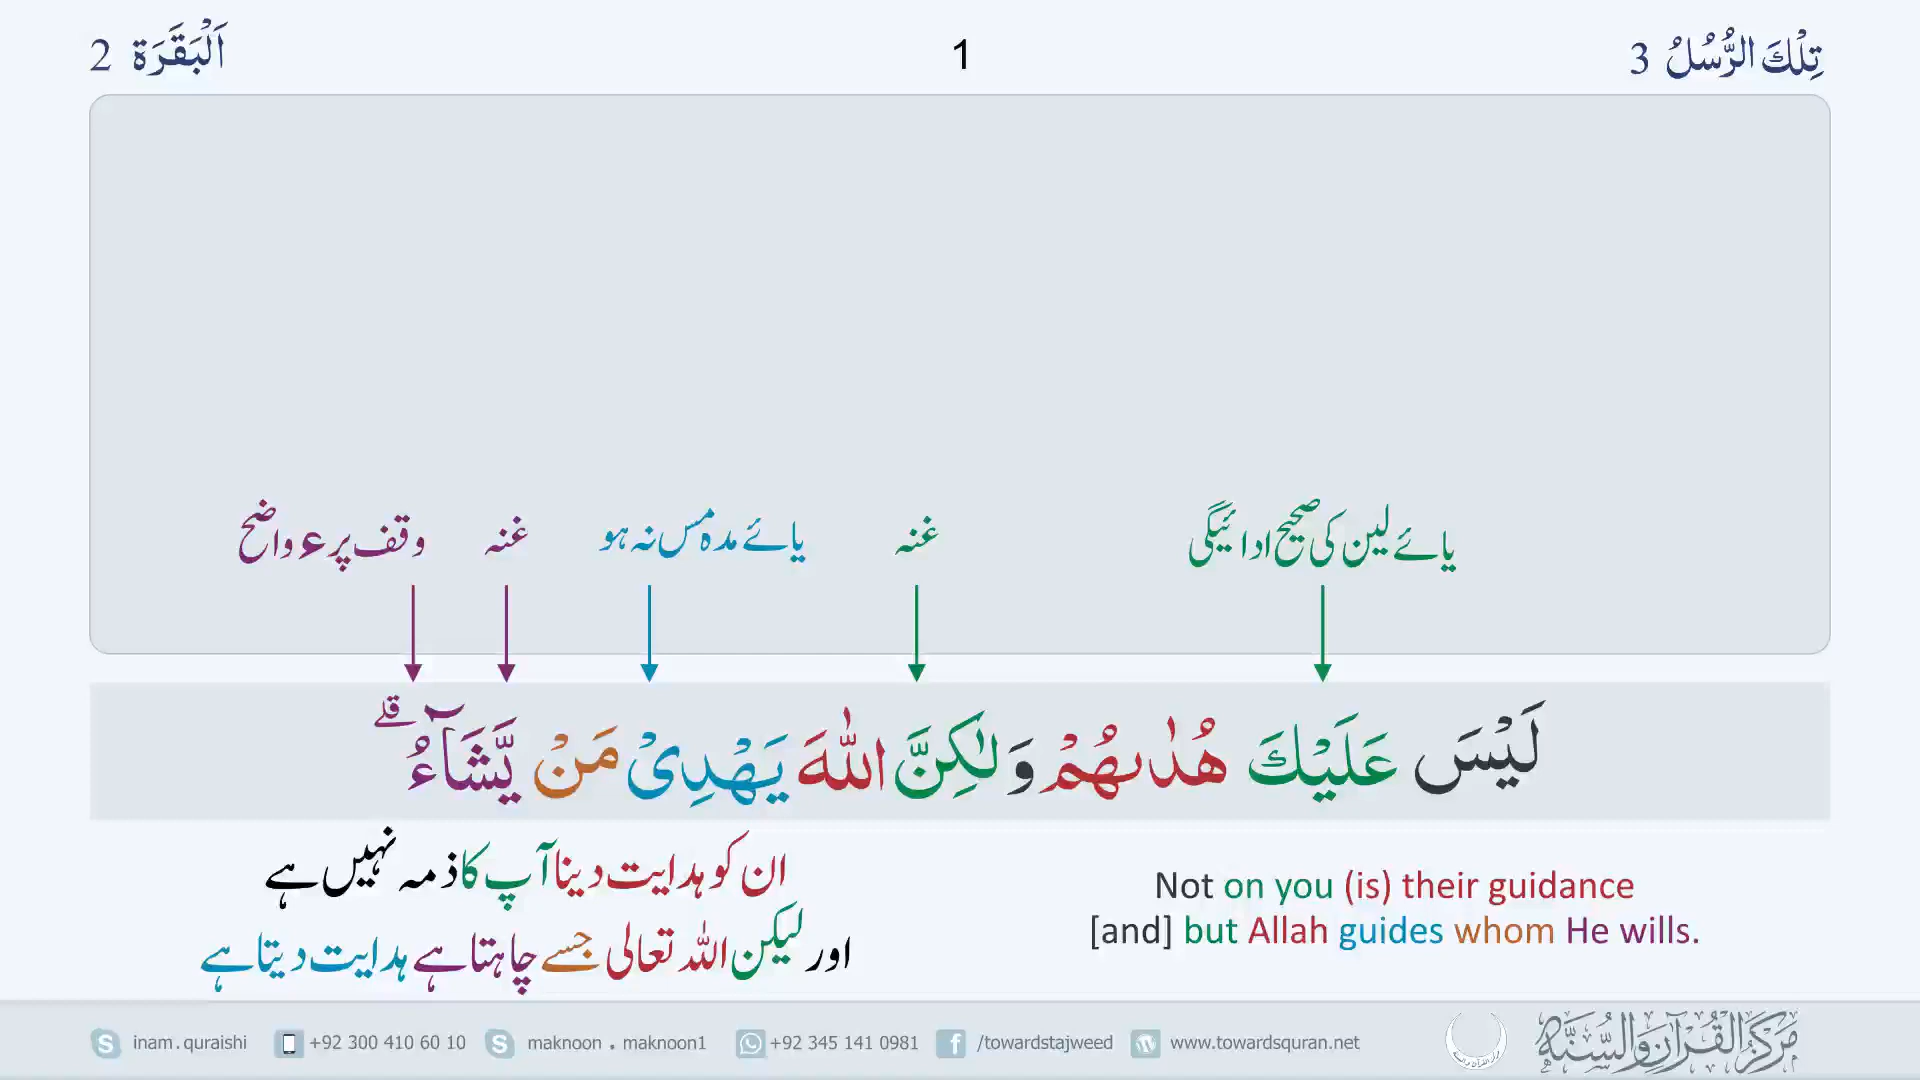 تِلْكَ الرُّسُلُ 3
1
اَلْبَقَرَة 2
یائے لین کی صحیح ادائیگی
غنہ
یائے مدہ مس نہ ہو
غنہ
وقف پر ء واضح
لَيْسَ عَلَيْكَ هُدٰىهُمْ وَلٰكِنَّ اللّٰهَ يَهْدِىْ مَنْ يَّشَآءُ ؕۗ
ان کو ہدایت دینا آپ کا ذمہ نہیں ہے
اور لیکن اللہ تعالی جسے چاہتا ہے ہدایت دیتا ہے
Not on you (is) their guidance
[and] but Allah guides whom He wills.
inam.quraishi +92 300 410 60 10 maknoon . maknoon1 +92 345 141 0981 /towardstajweed www.towardsquran.net
مَرْكَزُ الْقُرْآنِ وَالسُّنَّه